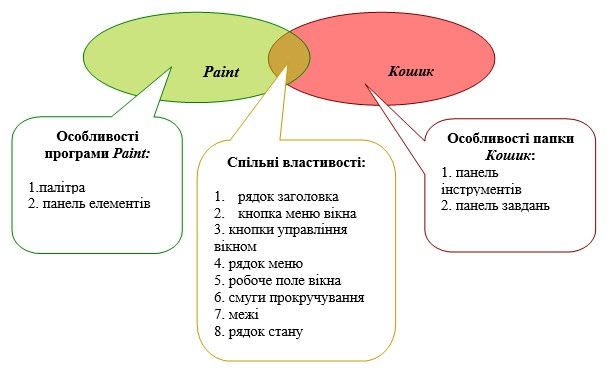 Paint
Кошик
Особливості
програми Paint:
1.палітра
2. панель елементів
Спільні властивості:
1. рядок заголовка
2. кнопка меню вікна
3. кнопки управління
вікном
4. рядок меню
5. робоче поле вікна
6. смуги прокручування
7. межі
8. рядок стану
Особливості папки
Кошик:
1. панель
інструментів
2. панель завдань